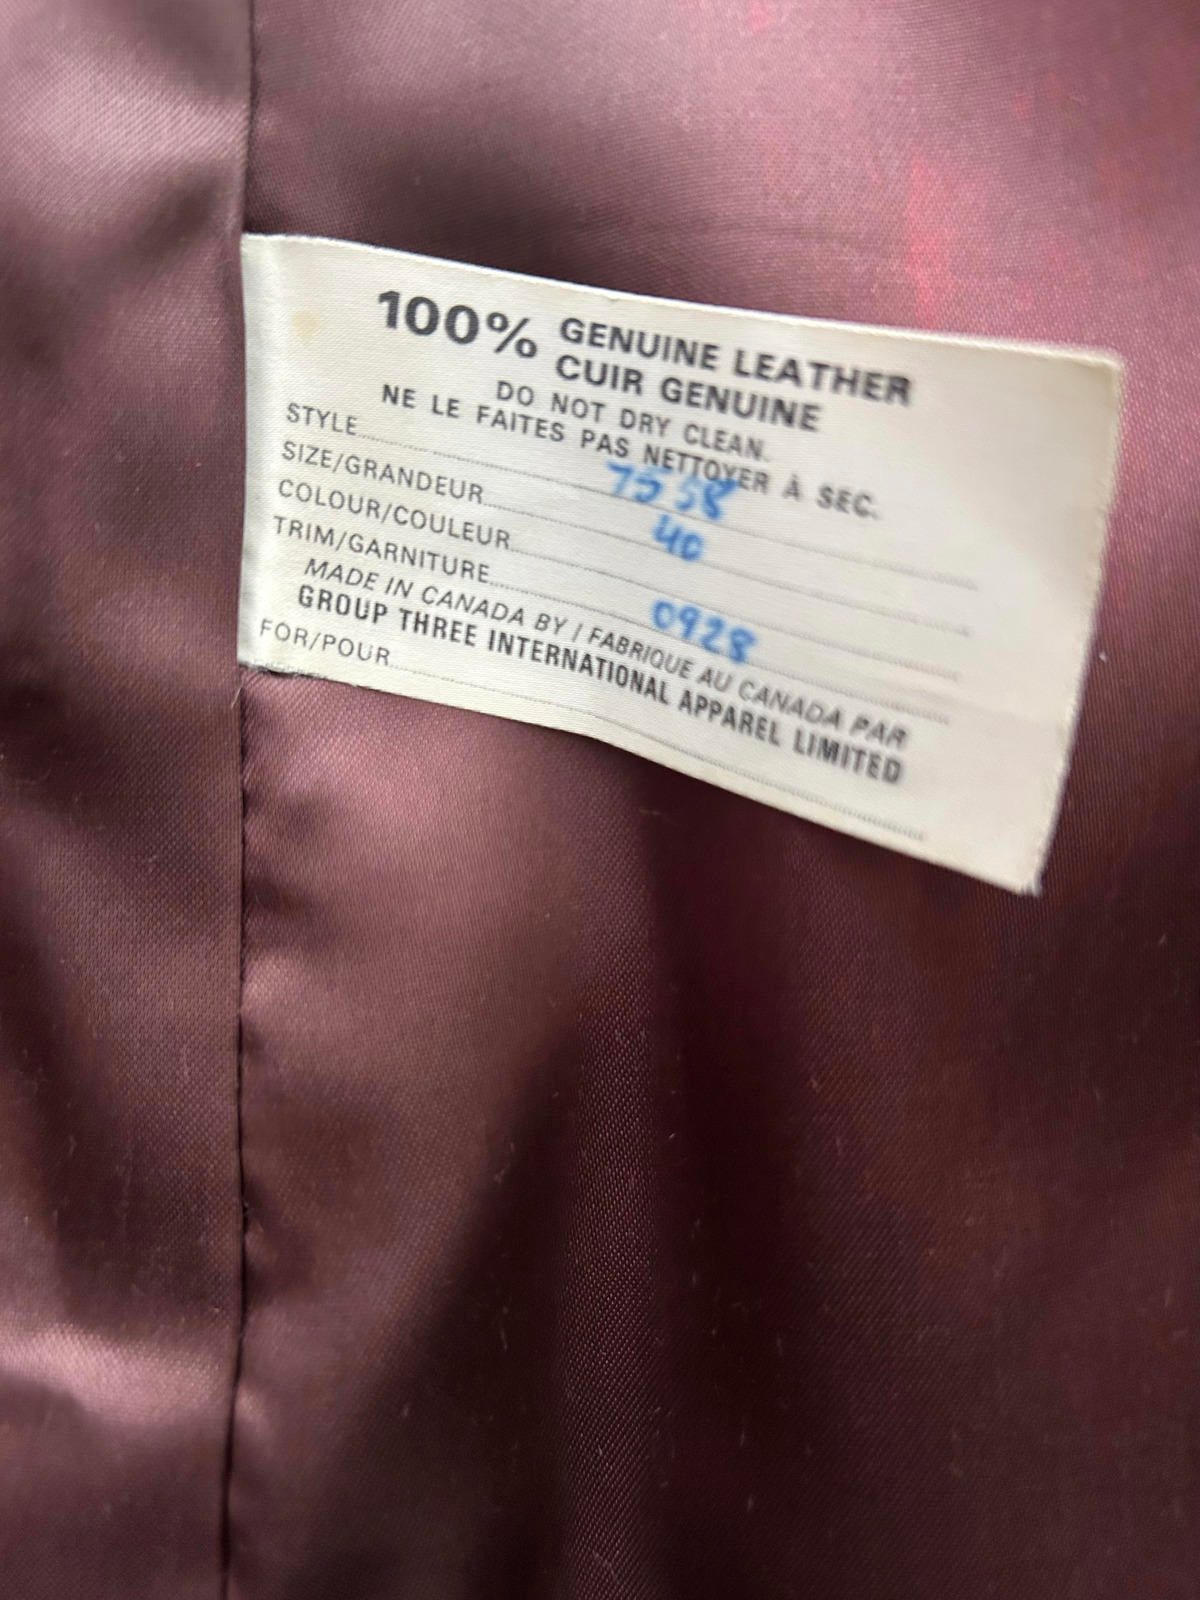 100% GENUINE LEATHER
CUIR GENUINE
DO NOT DRY CLEAN.
NE LE FAITES PAS NETTOYER À SEC.
STYLE 7538
SIZE/GRANDEUR 40
COLOUR/COULEUR
TRIM/GARNITURE 0928
MADE IN CANADA BY / FABRIQUE AU CANADA PAR
GROUP THREE INTERNATIONAL APPAREL LIMITED
FOR/POUR